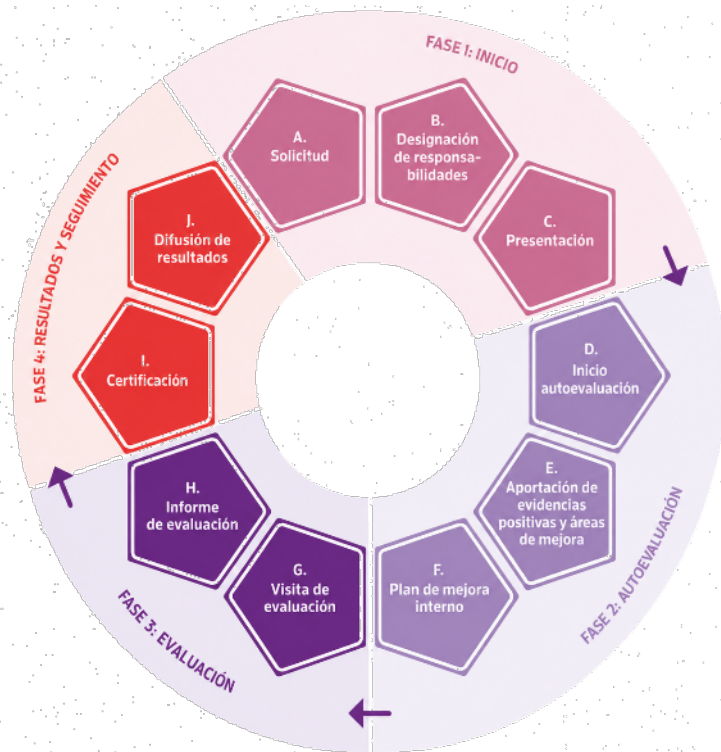 FASE 1: INICIO
A.
Solicitud
B.
Designación
de responsa-
bilidades
C.
Presentación
FASE 2: AUTOEVALUACIÓN
D.
Inicio
autoevaluación
E.
Aportación de
evidencias
positivas y áreas
de mejora
F.
Plan de mejora
interno
FASE 3: EVALUACIÓN
G.
Visita de
evaluación
H.
Informe
de evaluación
FASE 4: RESULTADOS Y SEGUIMIENTO
I.
Certificación
J.
Difusión de
resultados